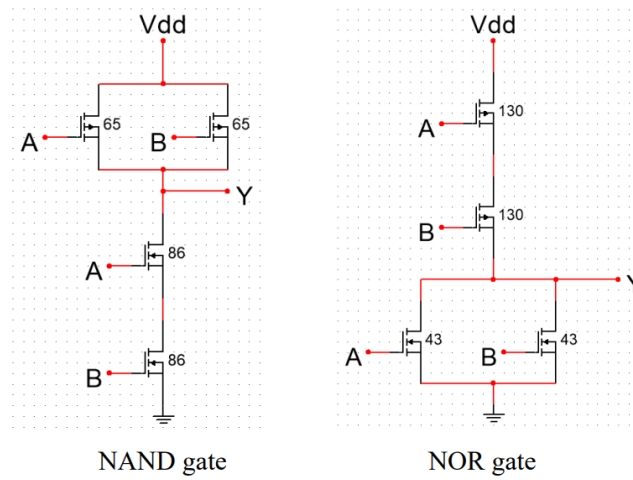 Vdd
A 65 B 65
Y
A 86
B 86
NAND gate
Vdd
A 130
B 130
Y
A 43 B 43
NOR gate